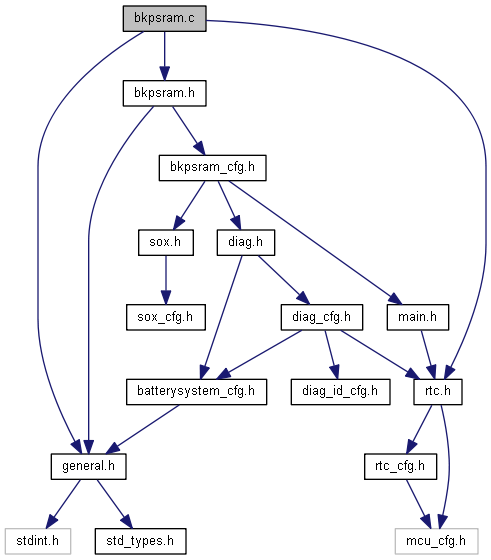 bkpsram.c
bkpsram.h
bkpsram_cfg.h
sox.h
diag.h
sox_cfg.h
diag_cfg.h
main.h
batterysystem_cfg.h
diag_id_cfg.h
rtc.h
general.h
rtc_cfg.h
stdint.h
std_types.h
mcu_cfg.h